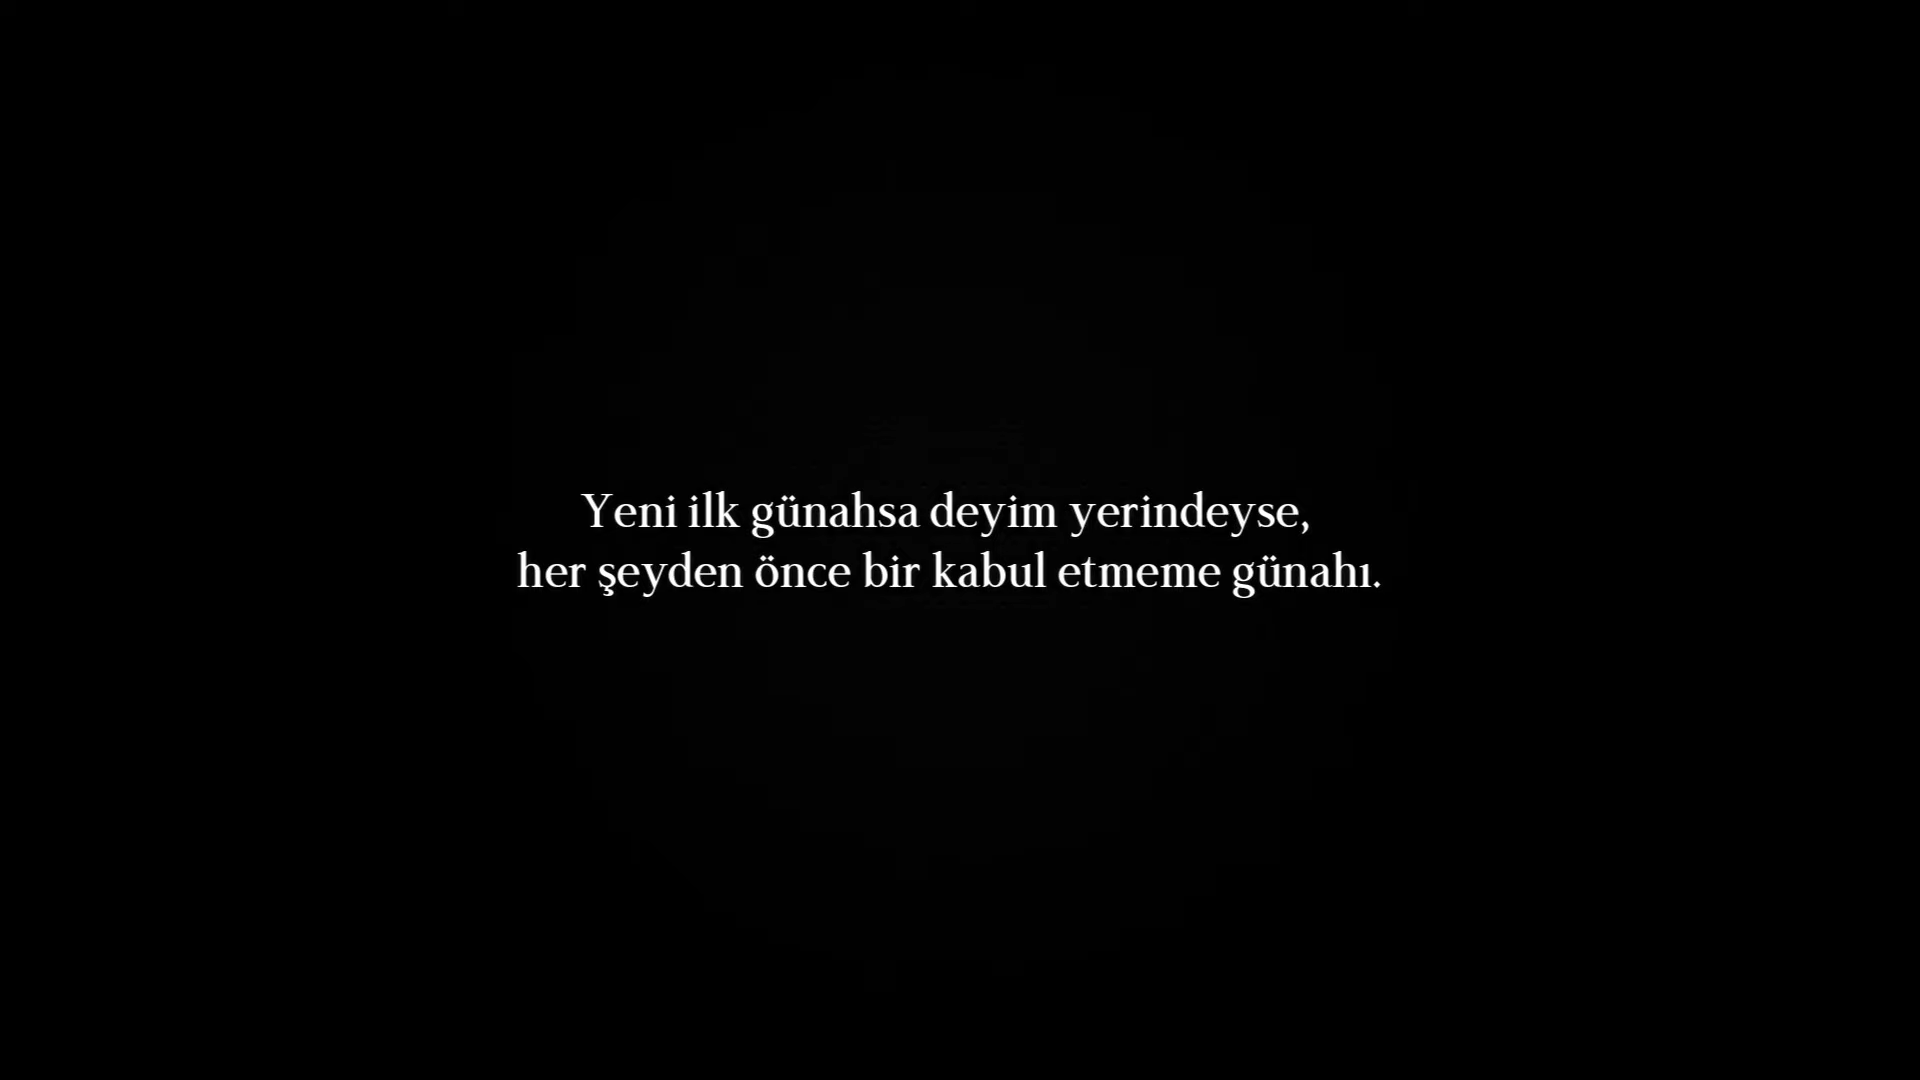 Yeni ilk günahsa deyim yerindeyse,
her şeyden önce bir kabul etmeme günahı.